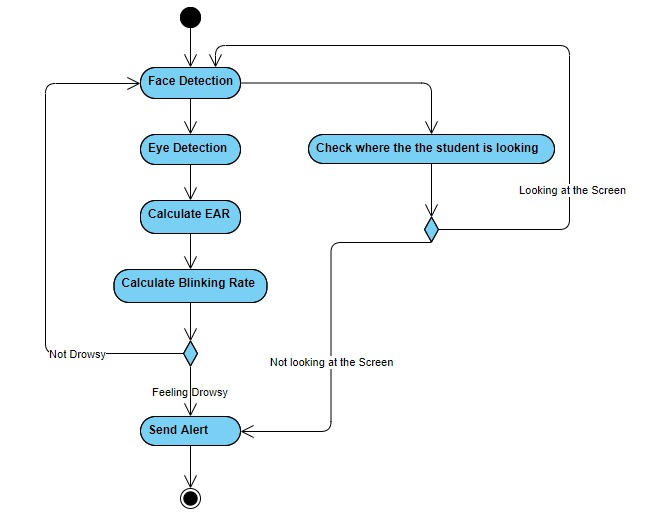 Face Detection
Eye Detection
Check where the the student is looking
Looking at the Screen
Calculate EAR
Calculate Blinking Rate
Not Drowsy
Not looking at the Screen
Feeling Drowsy
Send Alert